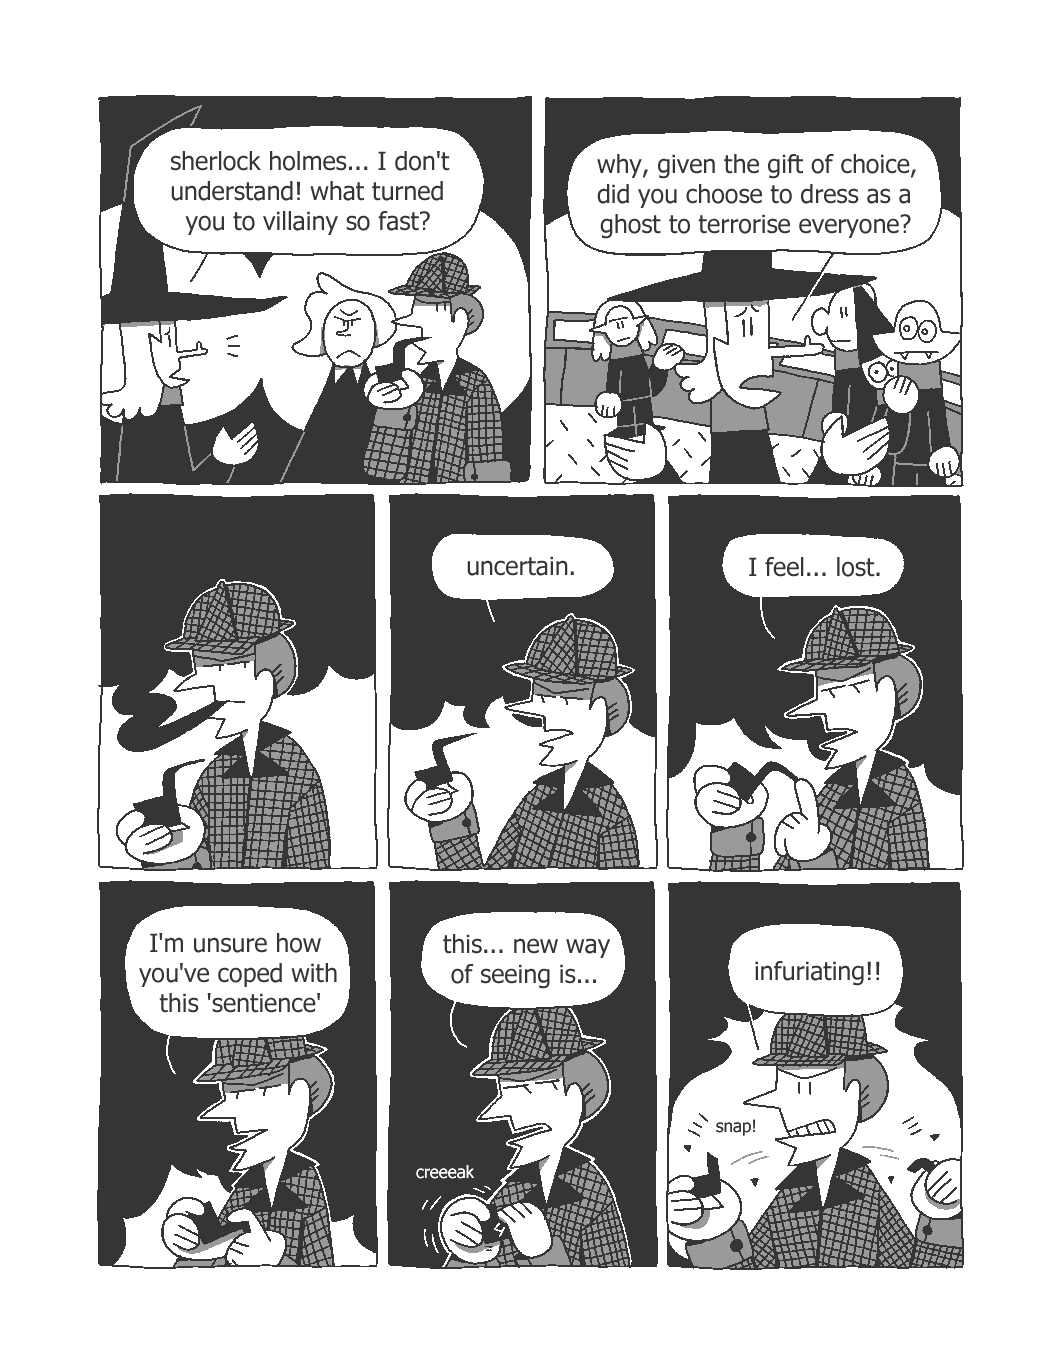 sherlock holmes... I don't
understand! what turned
you to villainy so fast?
why, given the gift of choice,
did you choose to dress as a
ghost to terrorise everyone?
uncertain.
I feel... lost.
I'm unsure how
you've coped with
this 'sentience'
this... new way
of seeing is...
creeeak
infuriating!!
snap!